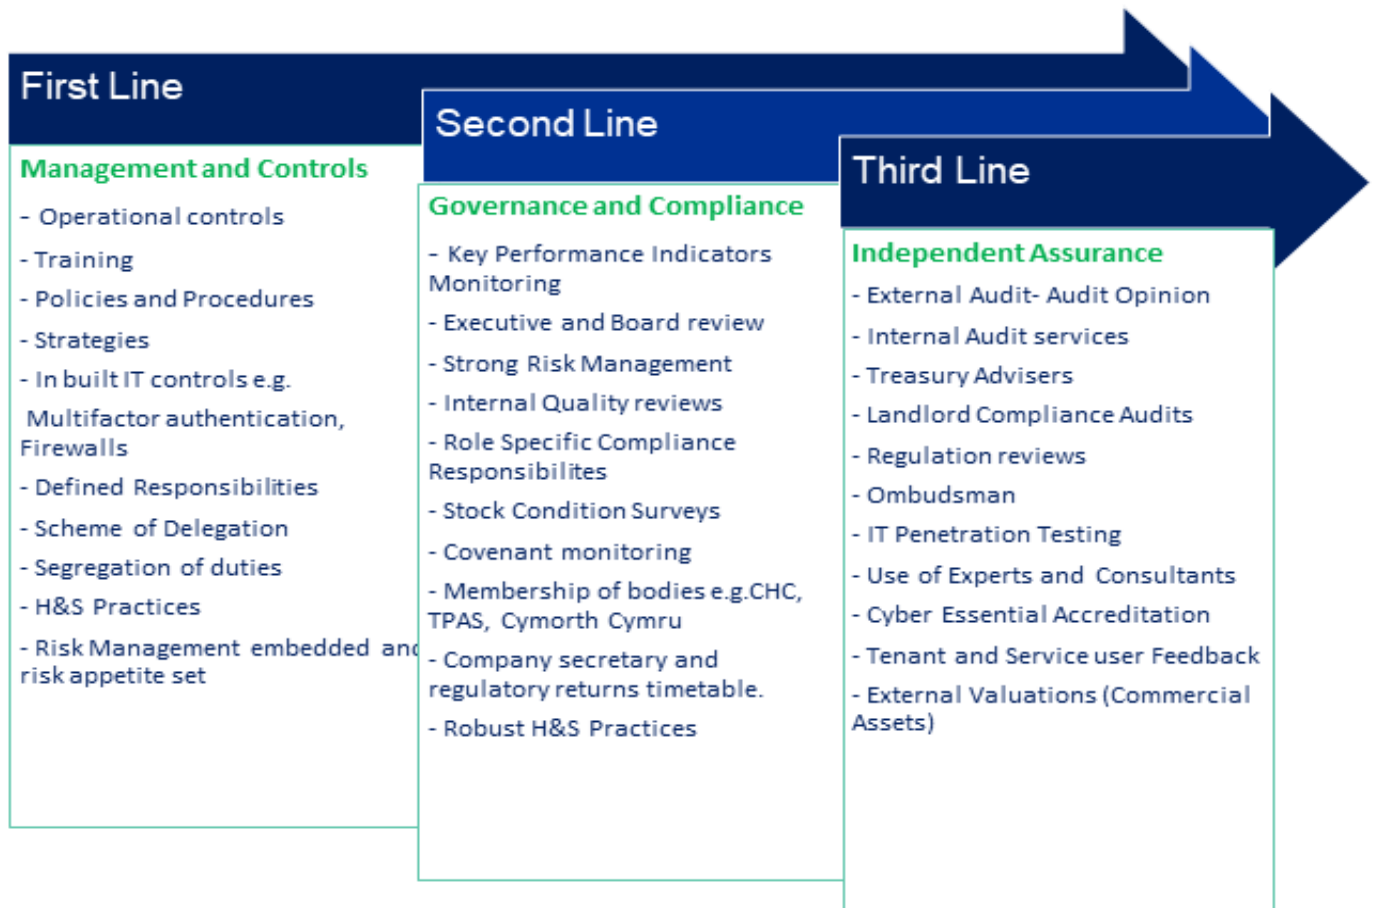 First Line
Management and Controls
- Operational controls
- Training
- Policies and Procedures
- Strategies
- In built IT controls e.g.
Multifactor authentication,
Firewalls
- Defined Responsibilities
- Scheme of Delegation
- Segregation of duties
- H&S Practices
- Risk Management embedded and
risk appetite set
Second Line
Governance and Compliance
- Key Performance Indicators
Monitoring
- Executive and Board review
- Strong Risk Management
- Internal Quality reviews
- Role Specific Compliance
Responsibilites
- Stock Condition Surveys
- Covenant monitoring
- Membership of bodies e.g.CHC,
TPAS, Cymorth Cymru
- Company secretary and
regulatory returns timetable.
- Robust H&S Practices
Third Line
Independent Assurance
- External Audit- Audit Opinion
- Internal Audit services
- Treasury Advisers
- Landlord Compliance Audits
- Regulation reviews
- Ombudsman
- IT Penetration Testing
- Use of Experts and Consultants
- Cyber Essential Accreditation
- Tenant and Service user Feedback
- External Valuations (Commercial
Assets)